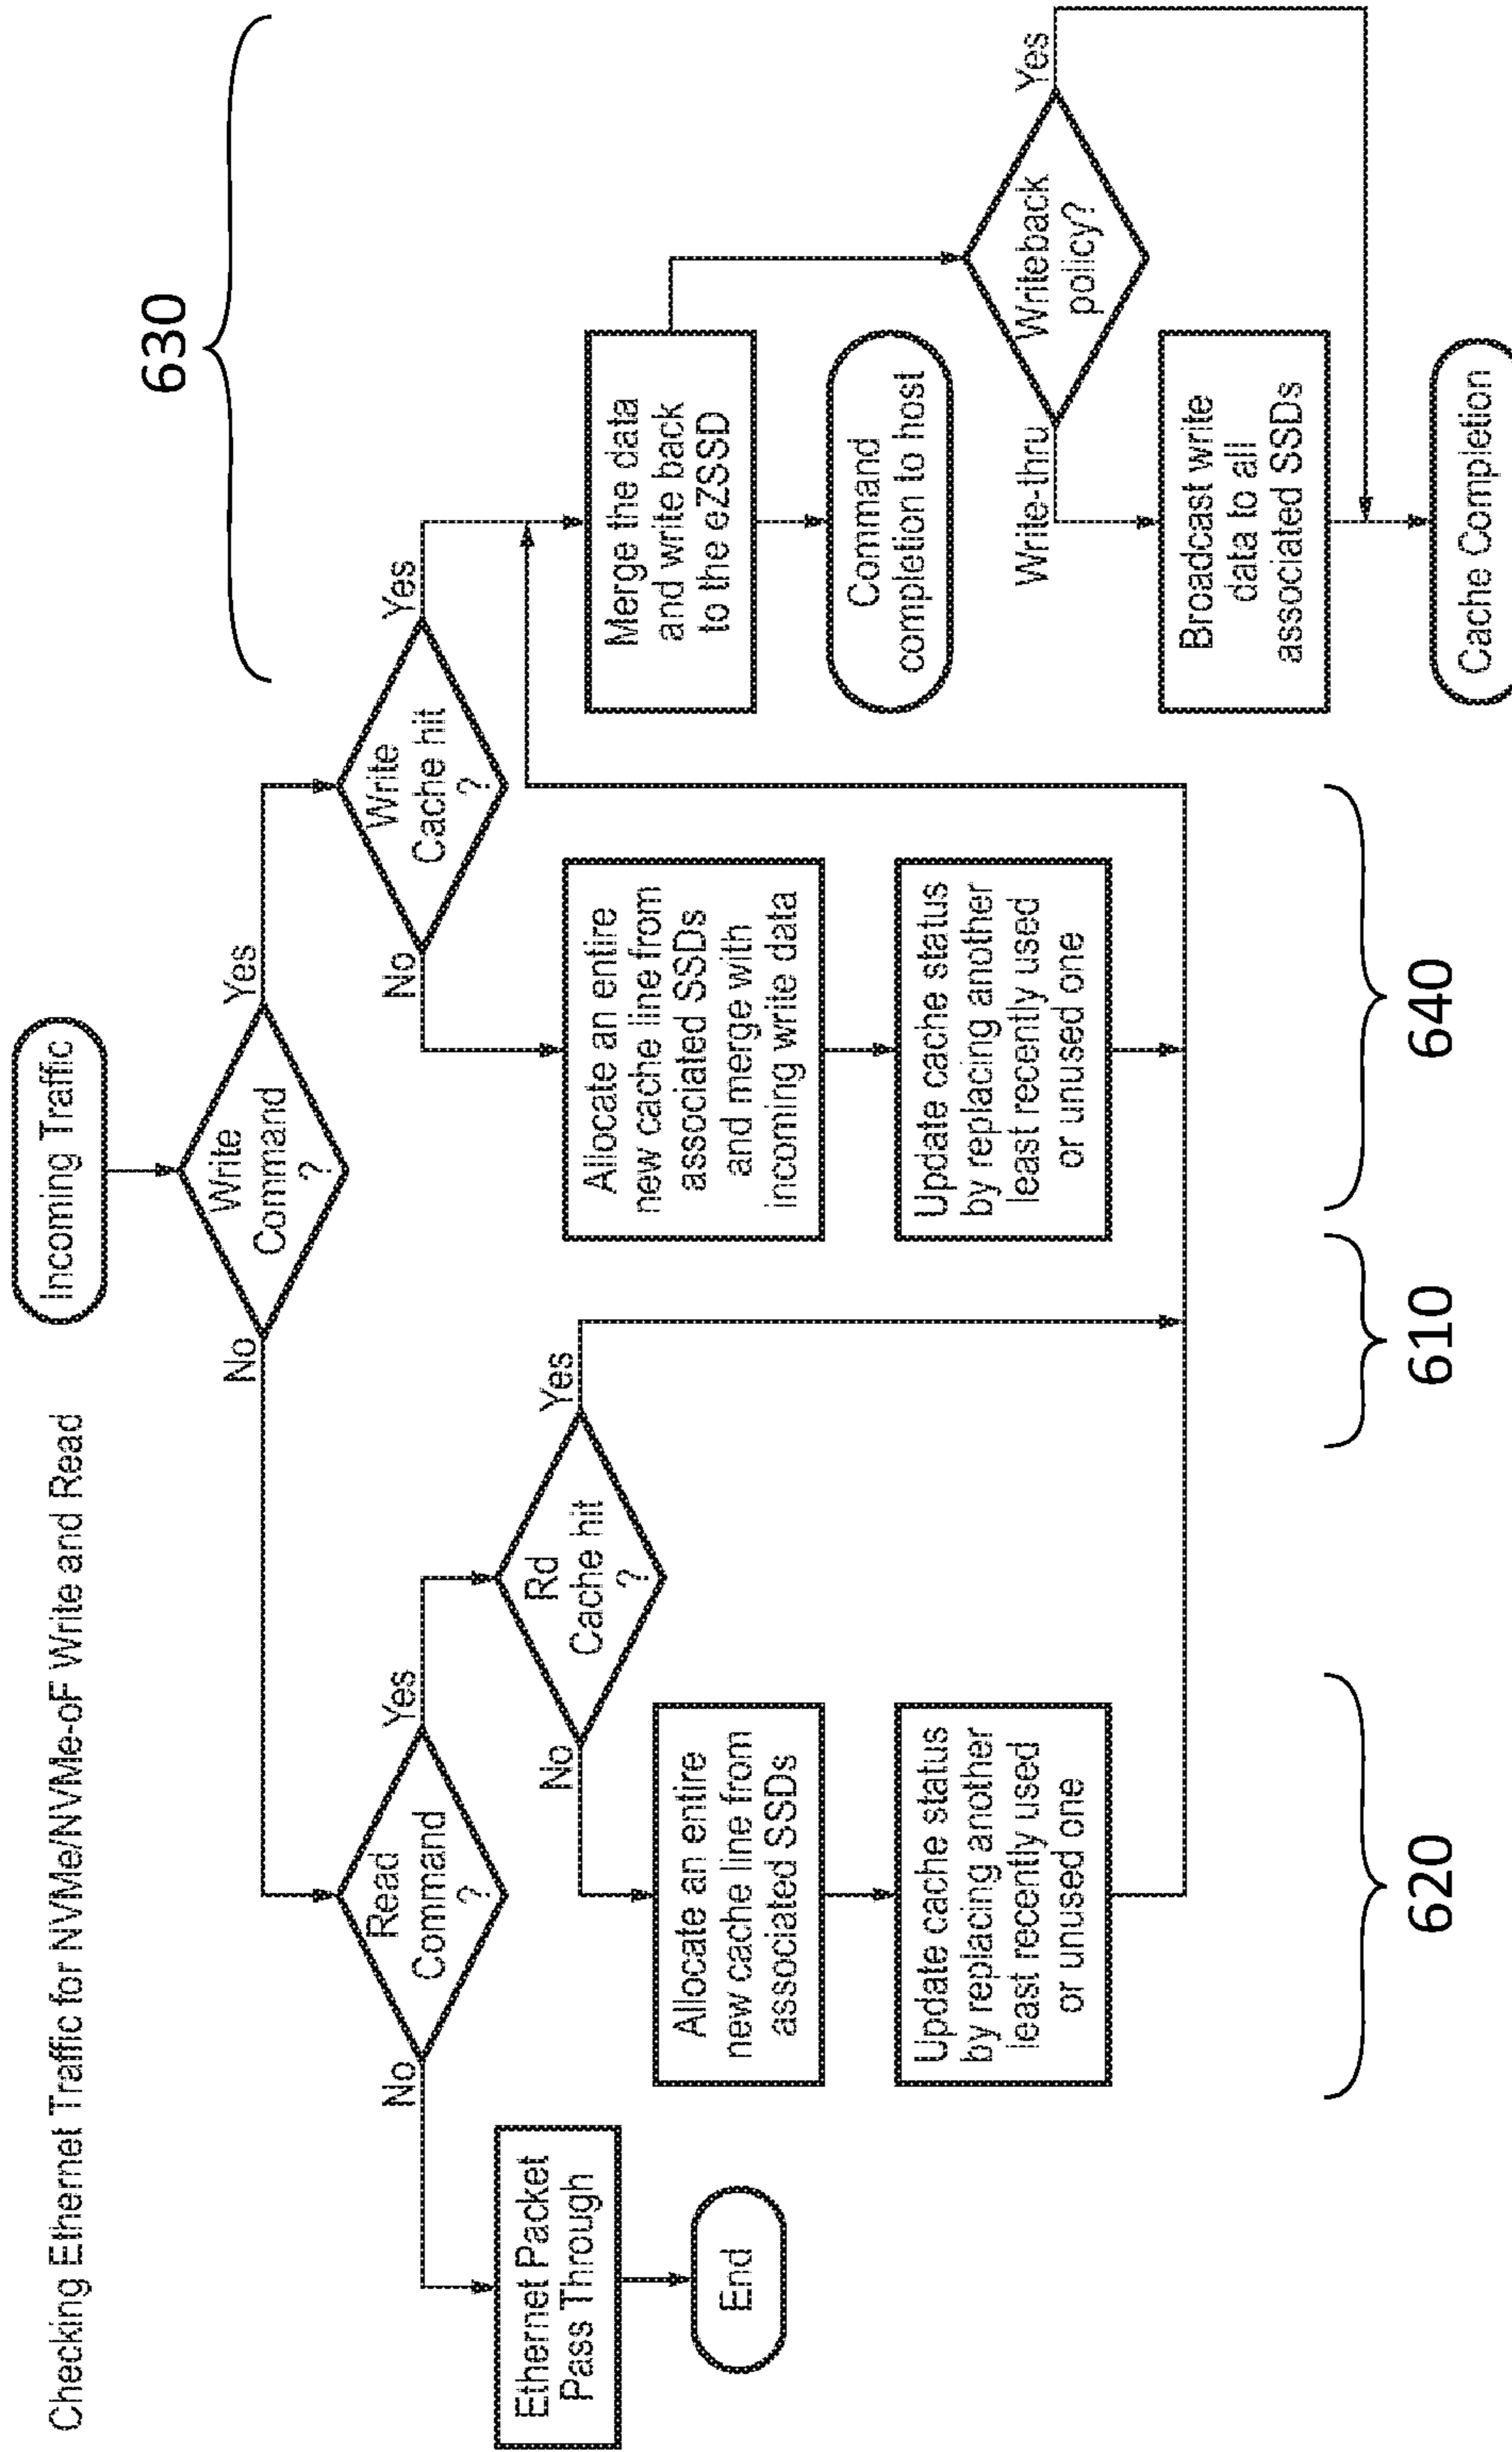 Checking Ethernet Traffic for NVMe/NVMe-oF Write and Read
Incoming Traffic
Write
Command
?
No
Yes
Read
Command
?
No
Yes
Write
Cache hit
?
No
Yes
630
Ethernet Packet
Pass Through
End
Rd
Cache hit
?
No
Yes
Allocate an entire
new cache line from
associated SSDs
Update cache status
by replacing another
least recently used
or unused one
Allocate an entire
new cache line from
associated SSDs
and merge with
incoming write data
Update cache status
by replacing another
least recently used
or unused one
Merge the data
and write back
to the eZSSD
Command
completion to host
Writeback
policy?
Write-thru
Yes
Broadcast write
data to all
associated SSDs
Cache Completion
620
610
640